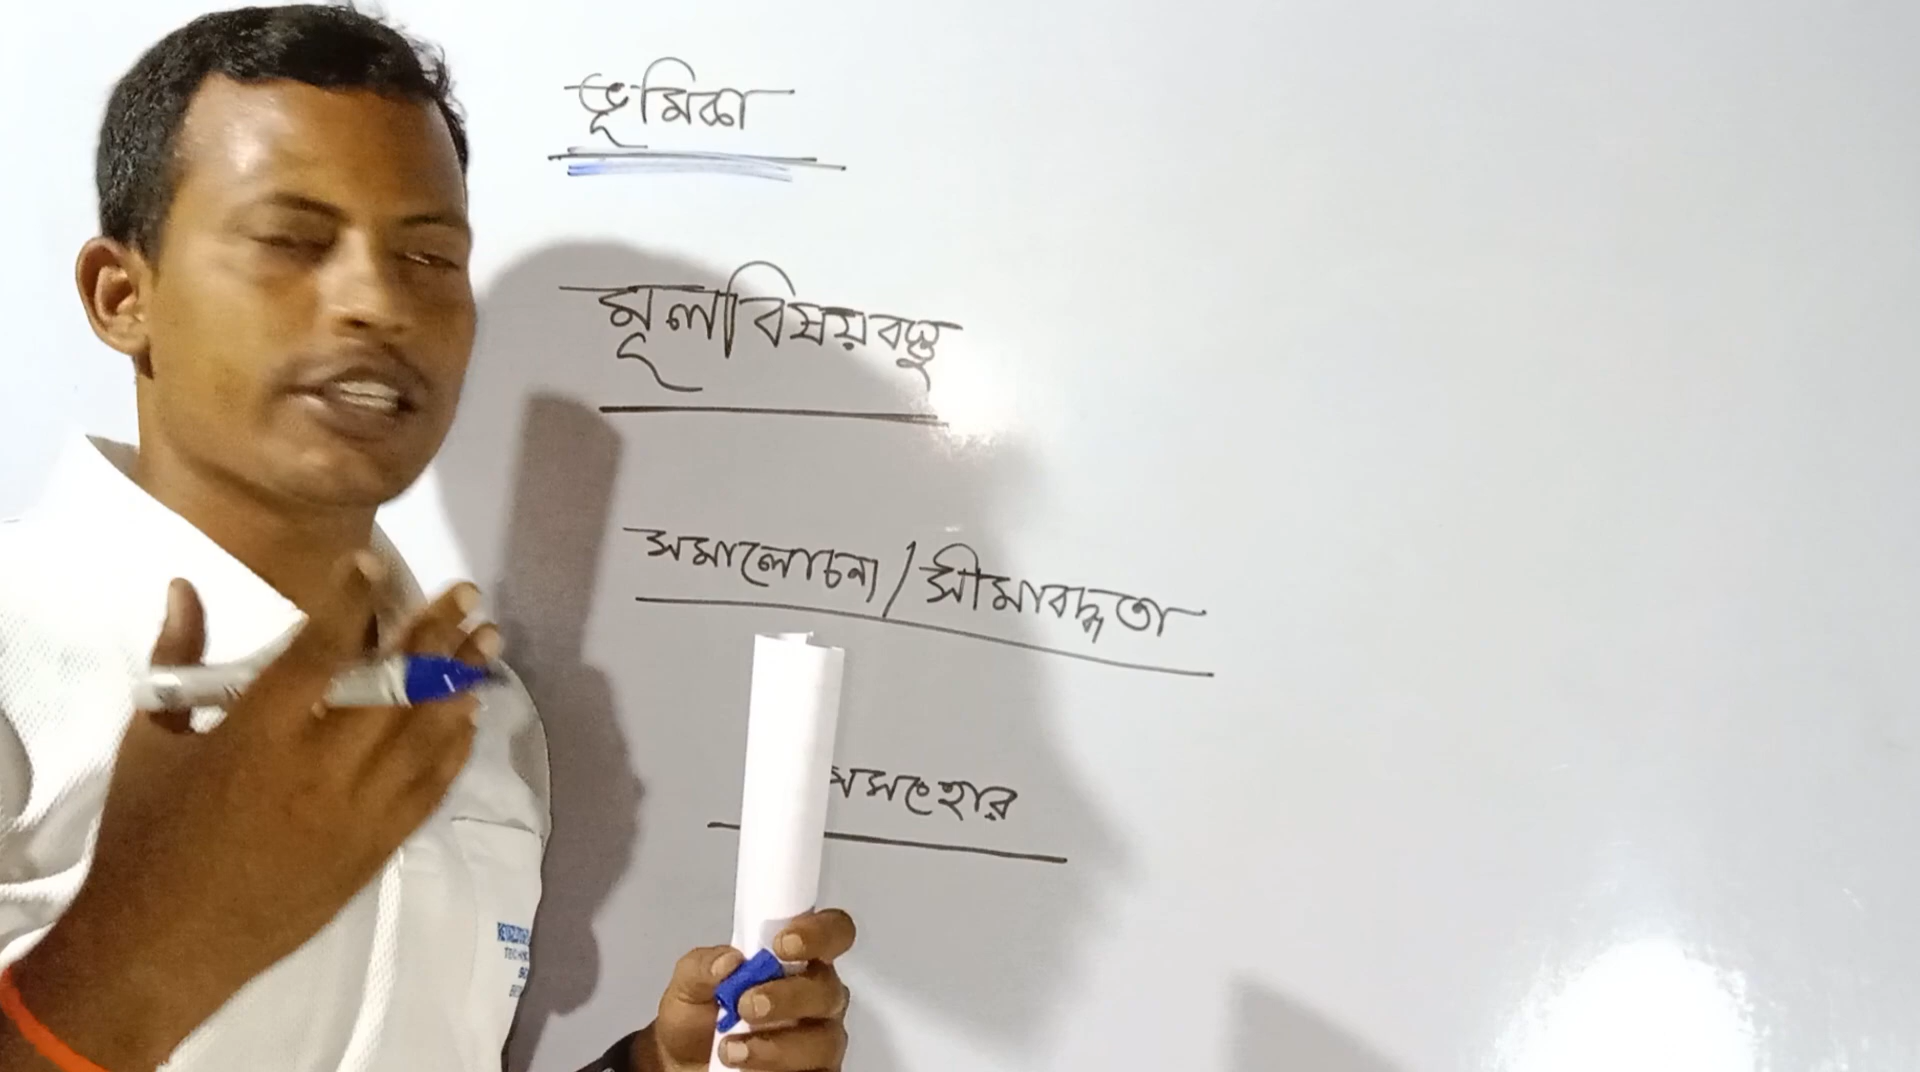 ভূমিকা
মূলবিষয়বস্তু
সমালোচনা/সীমাবদ্ধতা
সংহার